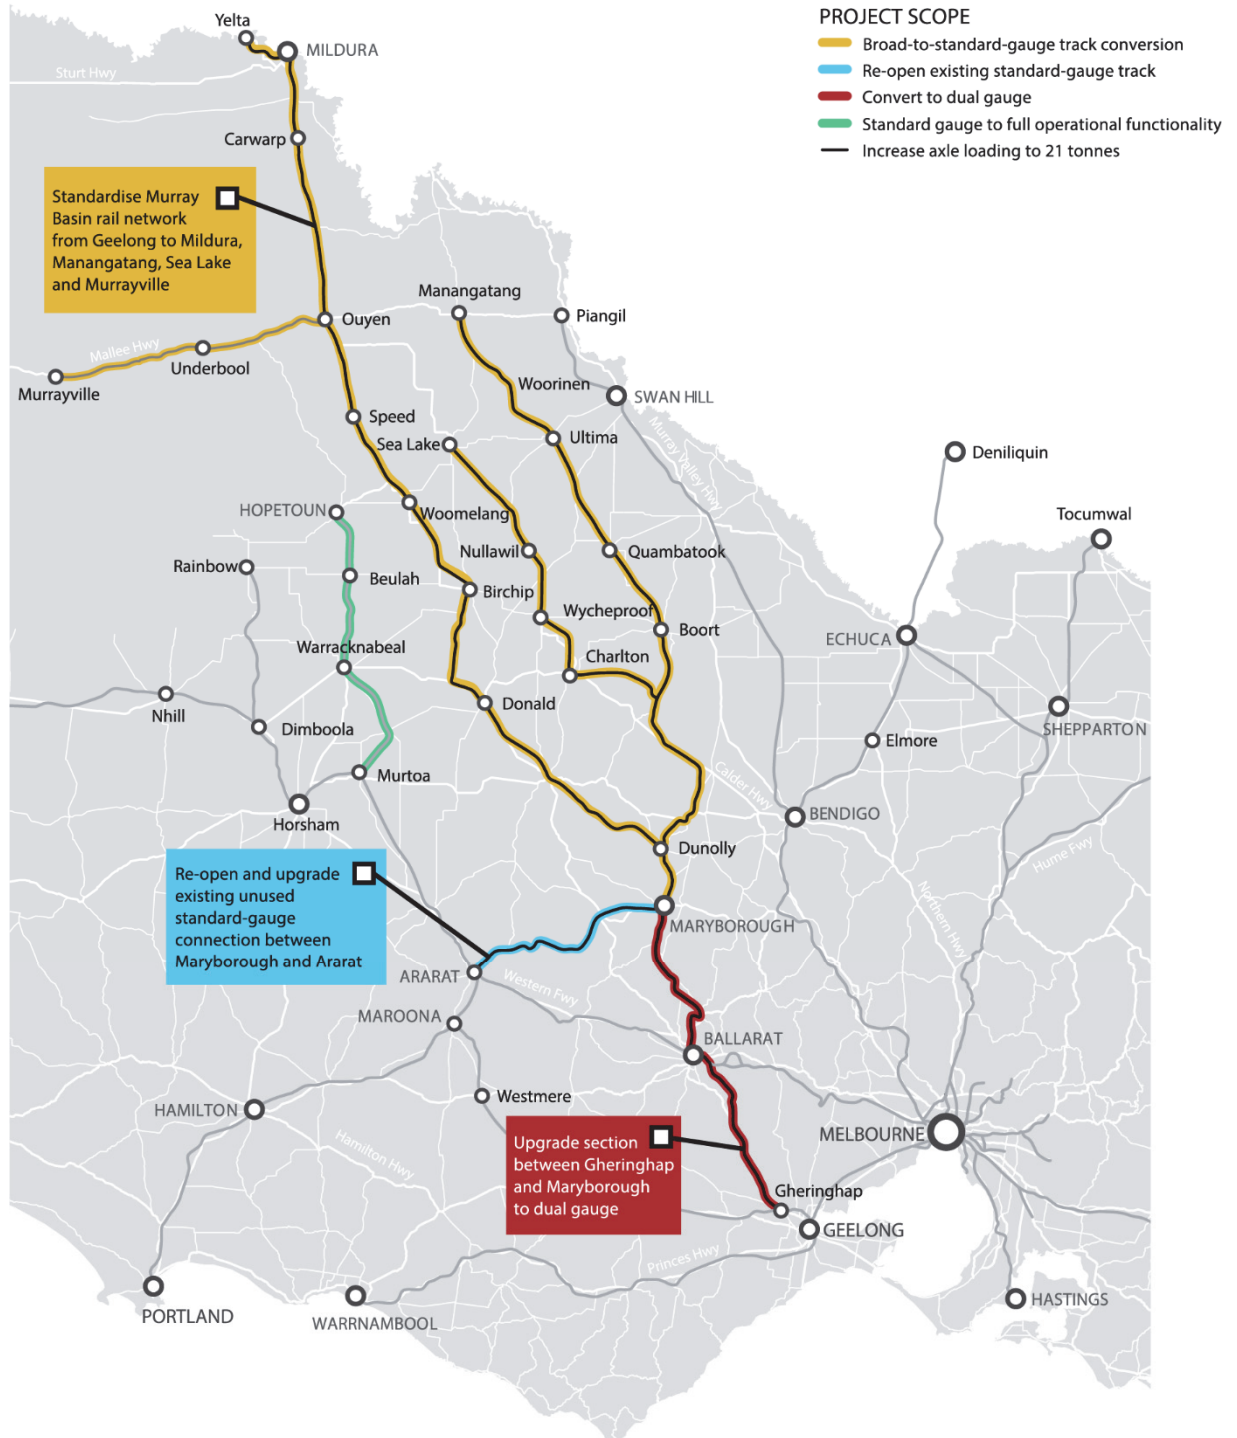 PROJECT SCOPE
Broad-to-standard-gauge track conversion
Re-open existing standard-gauge track
Convert to dual gauge
Standard gauge to full operational functionality
Increase axle loading to 21 tonnes
Yelta
MILDURA
Sturt Hwy
Carwarp
Standardise Murray
Basin rail network
from Geelong to Mildura,
Manangatang, Sea Lake
and Murrayville
Manangatang
Ouyen
Piangil
Mallee Hwy
Underbool
Murrayville
Woorinen
SWAN HILL
Speed
Sea Lake
Ultima
Murray Valley Hwy
Deniliquin
HOPETOUN
Woomelang
Tocumwal
Nullawil
Quambatook
Rainbow
Beulah
Birchip
Wycheproof
Boort
ECHUCA
Warracknabeal
Charlton
Nhill
Donald
Dimboola
Elmore
SHEPPARTON
Murtoa
Calder Hwy
Horsham
BENDIGO
Dunolly
Hume Fwy
Re-open and upgrade
existing unused
standard-gauge
connection between
Maryborough and Ararat
Northern Hwy
MARYBOROUGH
ARARAT
Western Fwy
MAROONA
BALLARAT
Westmere
HAMILTON
MELBOURNE
Hamilton Hwy
Upgrade section
between Gheringhap
and Maryborough
to dual gauge
Gheringhap
GEELONG
Princes Hwy
PORTLAND
HASTINGS
WARRNAMBOOL